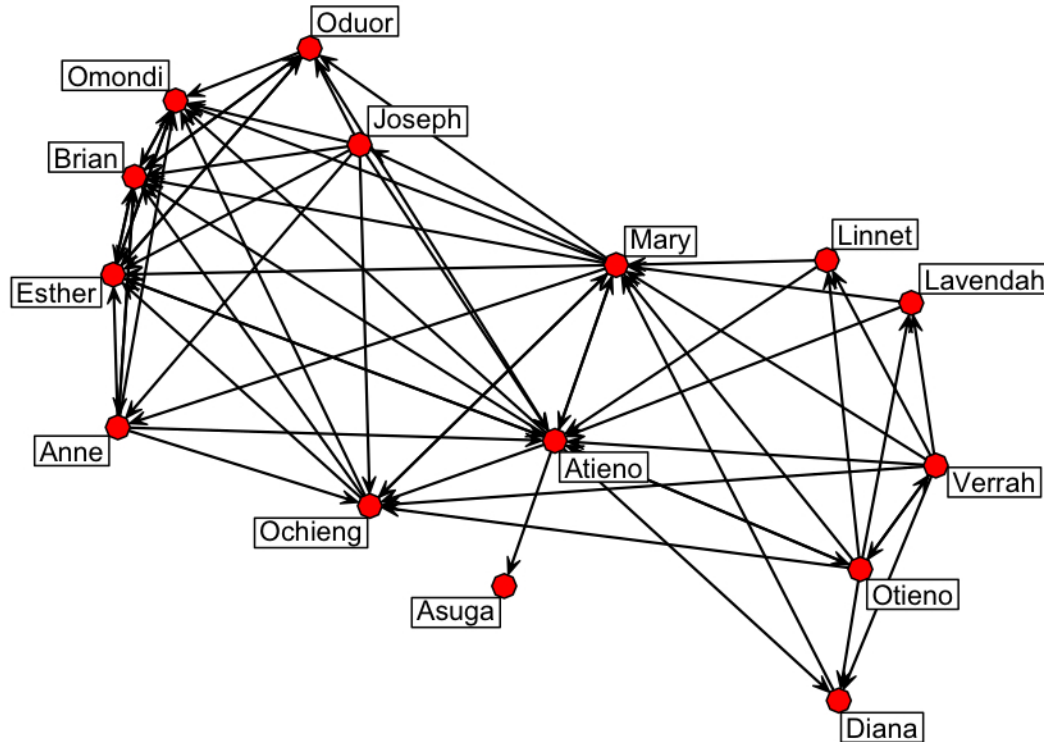 Oduor
Omondi
Joseph
Brian
Mary
Linnet
Lavendah
Esther
Anne
Atieno
Verrah
Ochieng
Otieno
Asuga
Diana